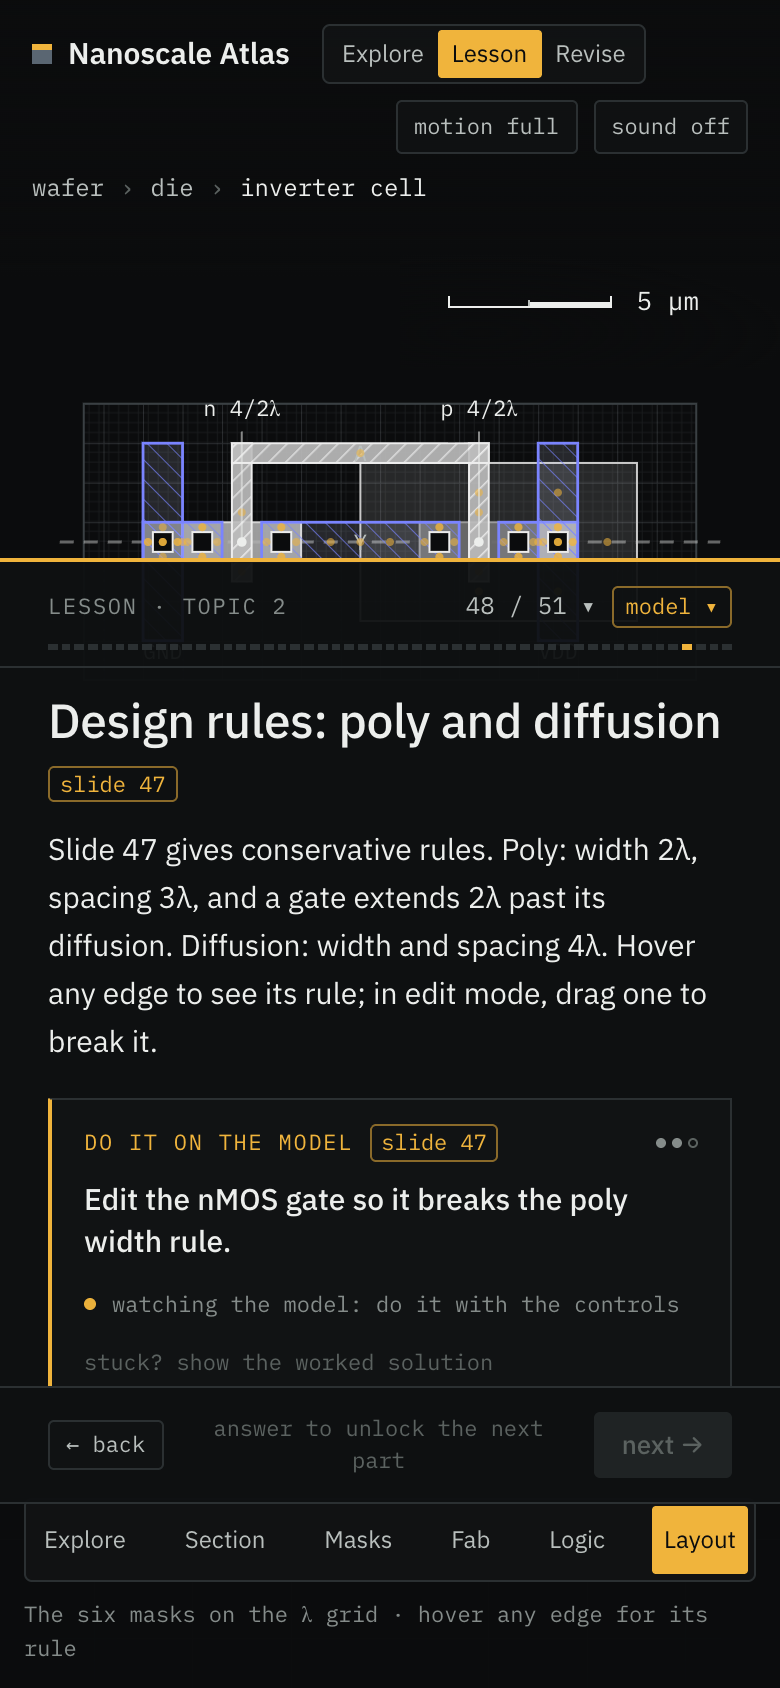 Nanoscale Atlas
Explore Lesson Revise
motion full sound off
wafer › die › inverter cell
5 µm
n 4/2λ p 4/2λ
LESSON · TOPIC 2 48 / 51 ▾ model ▾
GND VDD
Design rules: poly and diffusion
slide 47
Slide 47 gives conservative rules. Poly: width 2λ,
spacing 3λ, and a gate extends 2λ past its
diffusion. Diffusion: width and spacing 4λ. Hover
any edge to see its rule; in edit mode, drag one to
break it.
DO IT ON THE MODEL slide 47
Edit the nMOS gate so it breaks the poly
width rule.
watching the model: do it with the controls
stuck? show the worked solution
← back
answer to unlock the next
part
next →
Explore Section Masks Fab Logic Layout
The six masks on the λ grid · hover any edge for its
rule